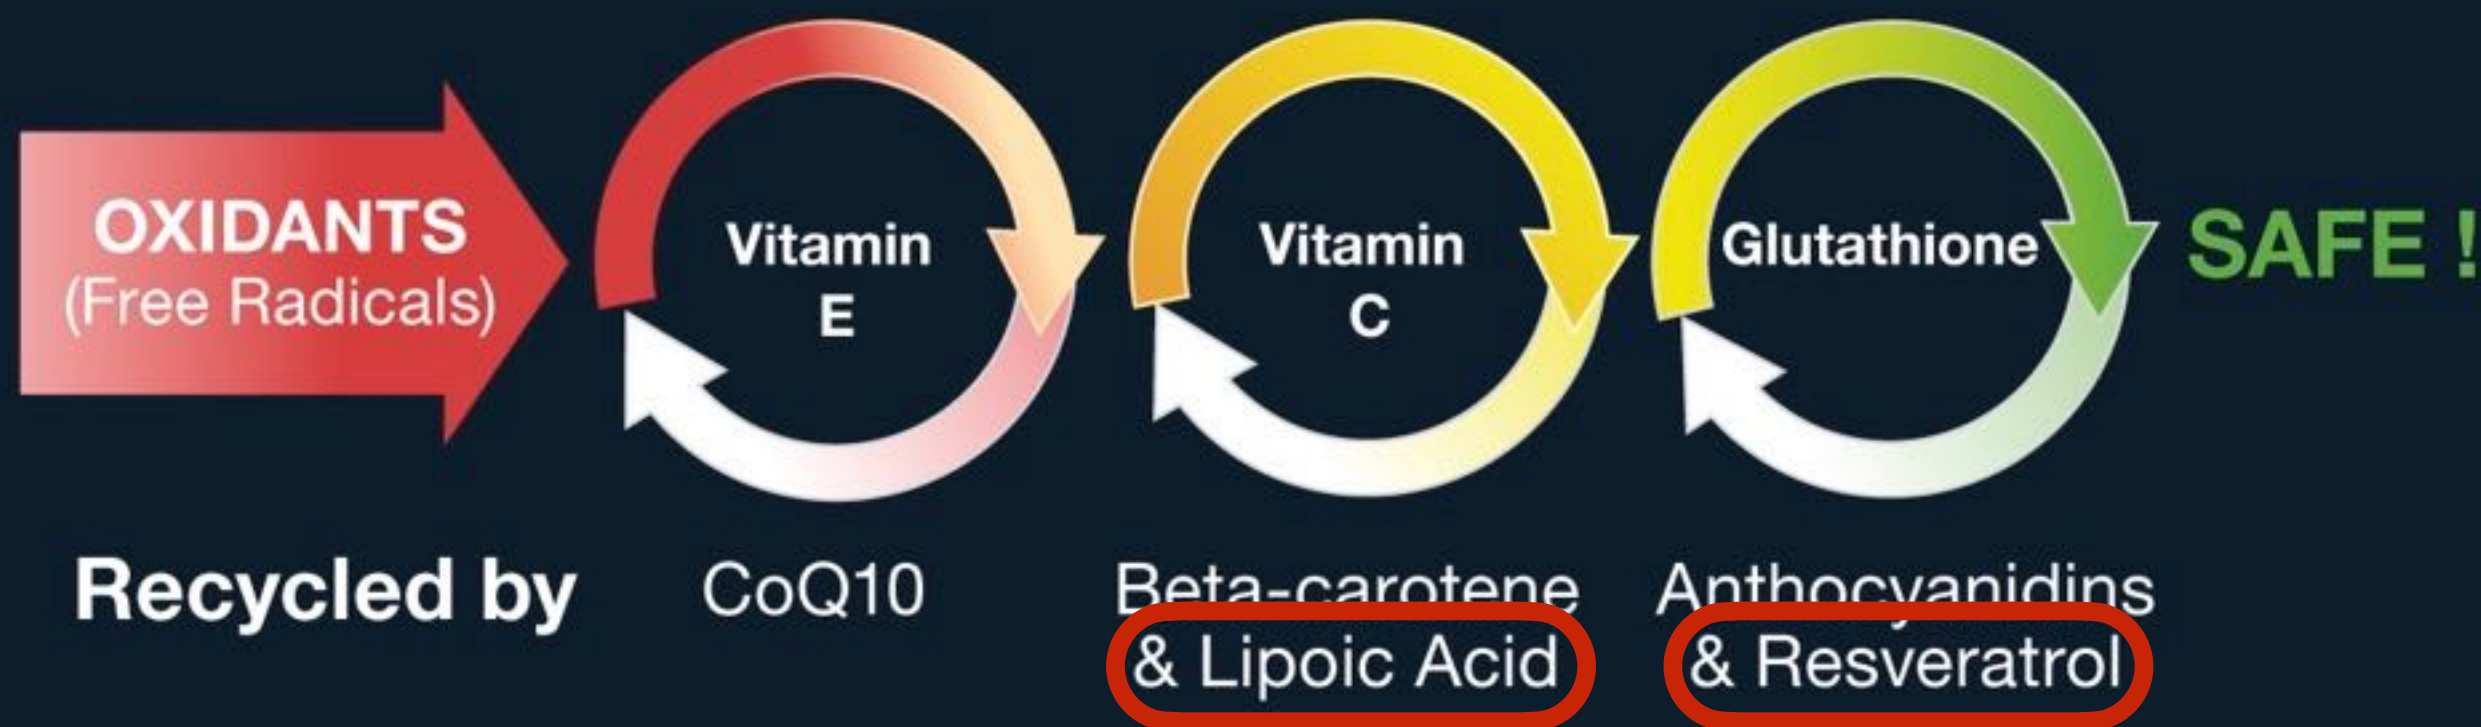 OXIDANTS
(Free Radicals)
Vitamin
E
Vitamin
C
Glutathione
SAFE !
Recycled by
CoQ10
Beta-carotene
& Lipoic Acid
Anthocyanidins
& Resveratrol